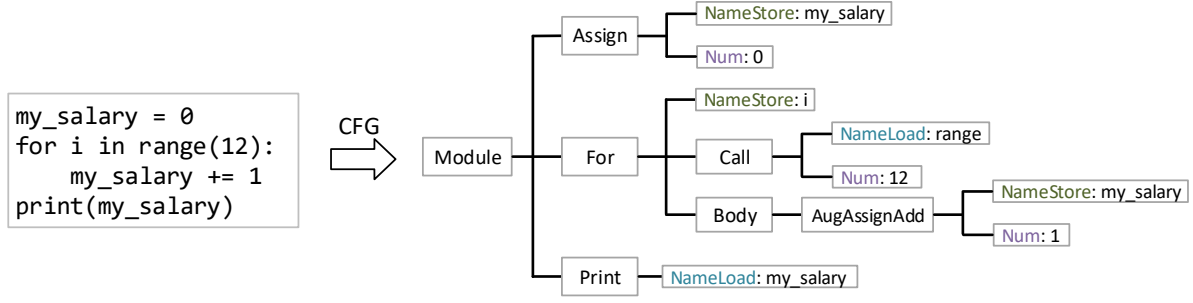 my_salary = 0
for i in range(12):
    my_salary += 1
print(my_salary)
CFG
Module
Assign
NameStore: my_salary
Num: 0
For
NameStore: i
Call
NameLoad: range
Num: 12
Body
AugAssignAdd
NameStore: my_salary
Num: 1
Print
NameLoad: my_salary